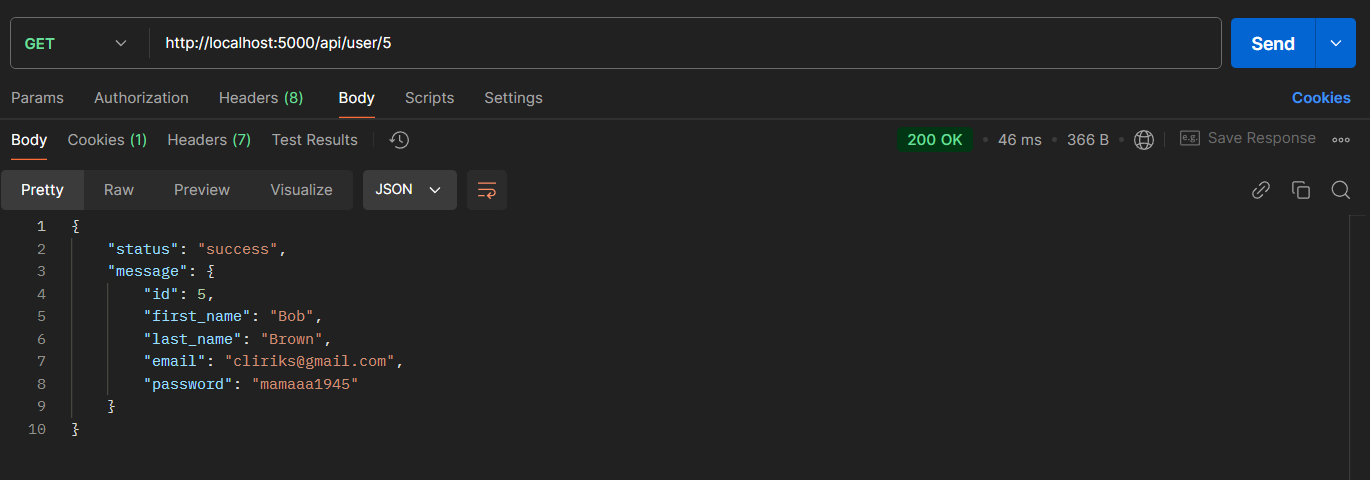 GET http://localhost:5000/api/user/5 Send
Params Authorization Headers (8) Body Scripts Settings Cookies
Body Cookies (1) Headers (7) Test Results 200 OK • 46 ms • 366 B • e.g. Save Response
Pretty Raw Preview Visualize JSON
1 {
2 "status": "success",
3 "message": {
4 "id": 5,
5 "first_name": "Bob",
6 "last_name": "Brown",
7 "email": "cliriks@gmail.com",
8 "password": "mamaaa1945"
9 }
10 }